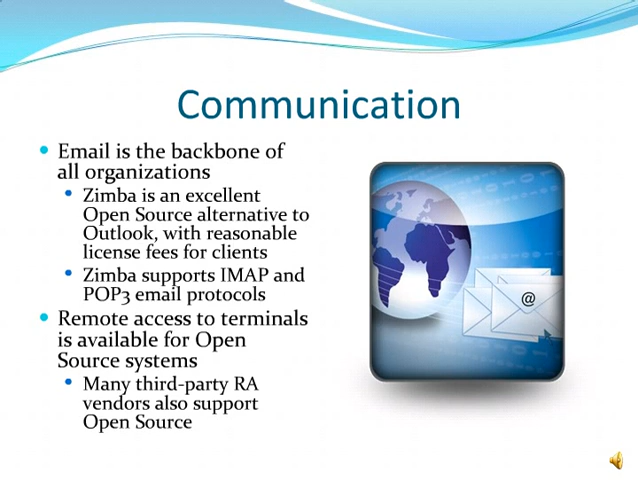 Communication
Email is the backbone of
all organizations
Zimba is an excellent
Open Source alternative to
Outlook, with reasonable
license fees for clients
Zimba supports IMAP and
POP3 email protocols
Remote access to terminals
is available for Open
Source systems
Many third-party RA
vendors also support
Open Source
@